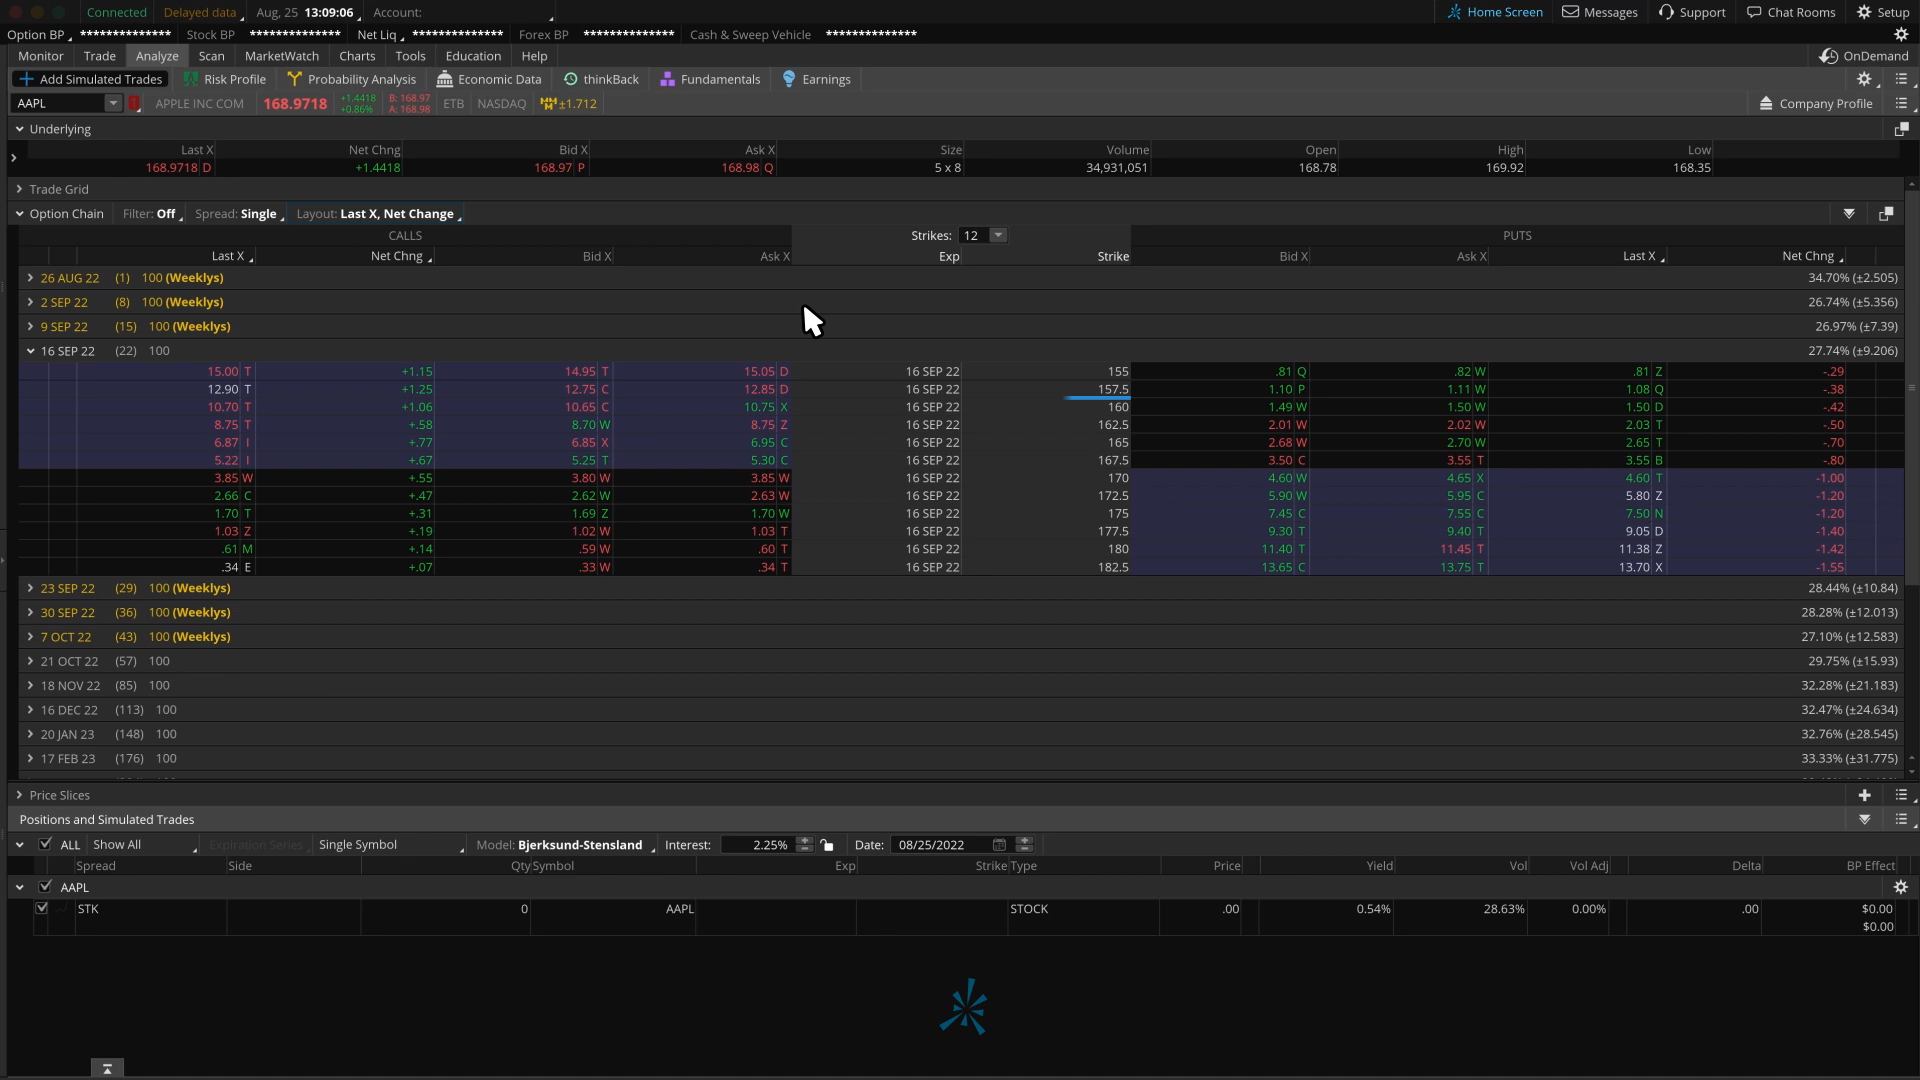 Connected Delayed data Aug, 25 13:09:06 Account: Home Screen Messages Support Chat Rooms Setup
Option BP ************** Stock BP ************** Net Liq ************** Forex BP ************** Cash & Sweep Vehicle **************
Monitor Trade Analyze Scan MarketWatch Charts Tools Education Help OnDemand
Add Simulated Trades Risk Profile Probability Analysis Economic Data thinkBack Fundamentals Earnings
AAPL APPLE INC COM 168.9718 +1.4418 +0.86% B: 168.97 A: 168.98 ETB NASDAQ ±1.712 Company Profile
Underlying
Last X Net Chng Bid X Ask X Size Volume Open High Low
168.9718 D +1.4418 168.97 P 168.98 Q 5 x 8 34,931,051 168.78 169.92 168.35
Trade Grid
Option Chain Filter: Off Spread: Single Layout: Last X, Net Change
CALLS Strikes: 12 PUTS
Last X Net Chng Bid X Ask X Exp Strike Bid X Ask X Last X Net Chng
26 AUG 22 (1) 100 (Weeklys) 34.70% (±2.505)
2 SEP 22 (8) 100 (Weeklys) 26.74% (±5.356)
9 SEP 22 (15) 100 (Weeklys) 26.97% (±7.39)
16 SEP 22 (22) 100 27.74% (±9.206)
15.00 T +1.15 14.95 T 15.05 D 16 SEP 22 155 .81 Q .82 W .81 Z -.29
12.90 T +1.25 12.75 C 12.85 D 16 SEP 22 157.5 1.10 P 1.11 W 1.08 Q -.38
10.70 T +1.06 10.65 C 10.75 X 16 SEP 22 160 1.49 W 1.50 W 1.50 D -.42
8.75 T +.58 8.70 W 8.75 Z 16 SEP 22 162.5 2.01 W 2.02 W 2.03 T -.50
6.87 I +.77 6.85 X 6.95 C 16 SEP 22 165 2.68 W 2.70 W 2.65 T -.70
5.22 I +.67 5.25 T 5.30 C 16 SEP 22 167.5 3.50 C 3.55 T 3.55 B -.80
3.85 W +.55 3.80 W 3.85 W 16 SEP 22 170 4.60 W 4.65 X 4.60 T -1.00
2.66 C +.47 2.62 W 2.63 W 16 SEP 22 172.5 5.90 W 5.95 C 5.80 Z -1.20
1.70 T +.31 1.69 Z 1.70 W 16 SEP 22 175 7.45 C 7.55 C 7.50 N -1.20
1.03 Z +.19 1.02 W 1.03 T 16 SEP 22 177.5 9.30 T 9.40 T 9.05 D -1.40
.61 M +.14 .59 W .60 T 16 SEP 22 180 11.40 T 11.45 T 11.38 Z -1.42
.34 E +.07 .33 W .34 T 16 SEP 22 182.5 13.65 C 13.75 T 13.70 X -1.55
23 SEP 22 (29) 100 (Weeklys) 28.44% (±10.84)
30 SEP 22 (36) 100 (Weeklys) 28.28% (±12.013)
7 OCT 22 (43) 100 (Weeklys) 27.10% (±12.583)
21 OCT 22 (57) 100 29.75% (±15.93)
18 NOV 22 (85) 100 32.28% (±21.183)
16 DEC 22 (113) 100 32.47% (±24.634)
20 JAN 23 (148) 100 32.76% (±28.545)
17 FEB 23 (176) 100 33.33% (±31.775)
Price Slices
Positions and Simulated Trades
ALL Show All Expiration Series Single Symbol Model: Bjerksund-Stensland Interest: 2.25% Date: 08/25/2022
Spread Side Qty Symbol Exp Strike Type Price Yield Vol Vol Adj Delta BP Effect
AAPL
STK 0 AAPL STOCK .00 0.54% 28.63% 0.00% .00 $0.00
$0.00